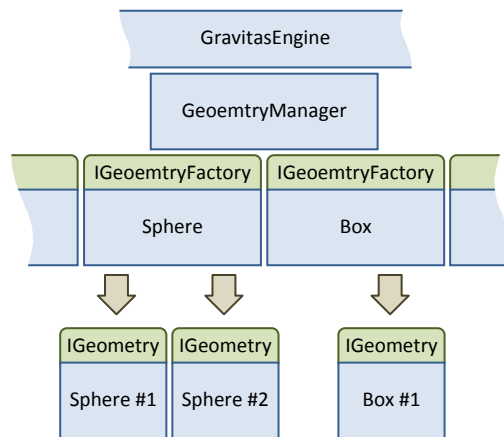 GravitasEngine
GeoemtryManager
IGeoemtryFactory IGeoemtryFactory
Sphere Box
IGeometry IGeometry IGeometry
Sphere #1 Sphere #2 Box #1